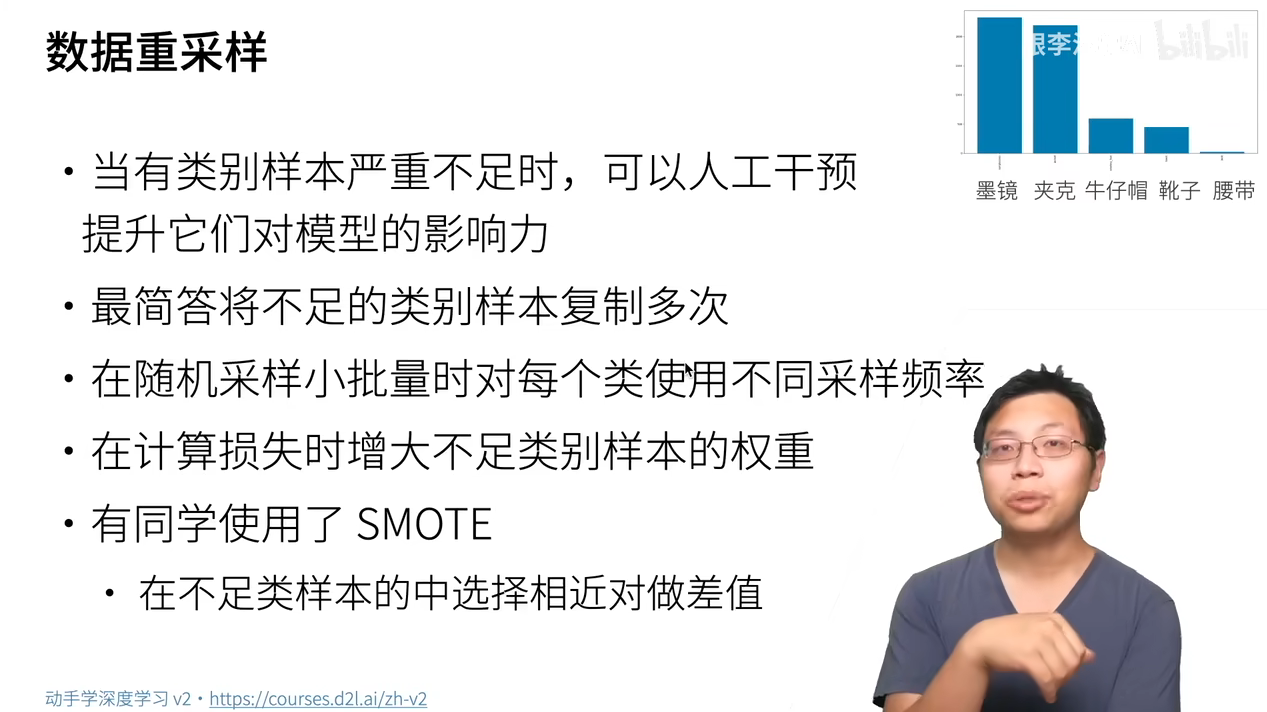 数据重采样
跟李沐
bilibili
墨镜 夹克 牛仔帽 靴子 腰带
• 当有类别样本严重不足时，可以人工干预
提升它们对模型的影响力
• 最简答将不足的类别样本复制多次
• 在随机采样小批量时对每个类使用不同采样频率
• 在计算损失时增大不足类别样本的权重
• 有同学使用了 SMOTE
• 在不足类样本的中选择相近对做差值
动手学深度学习 v2 • https://courses.d2l.ai/zh-v2